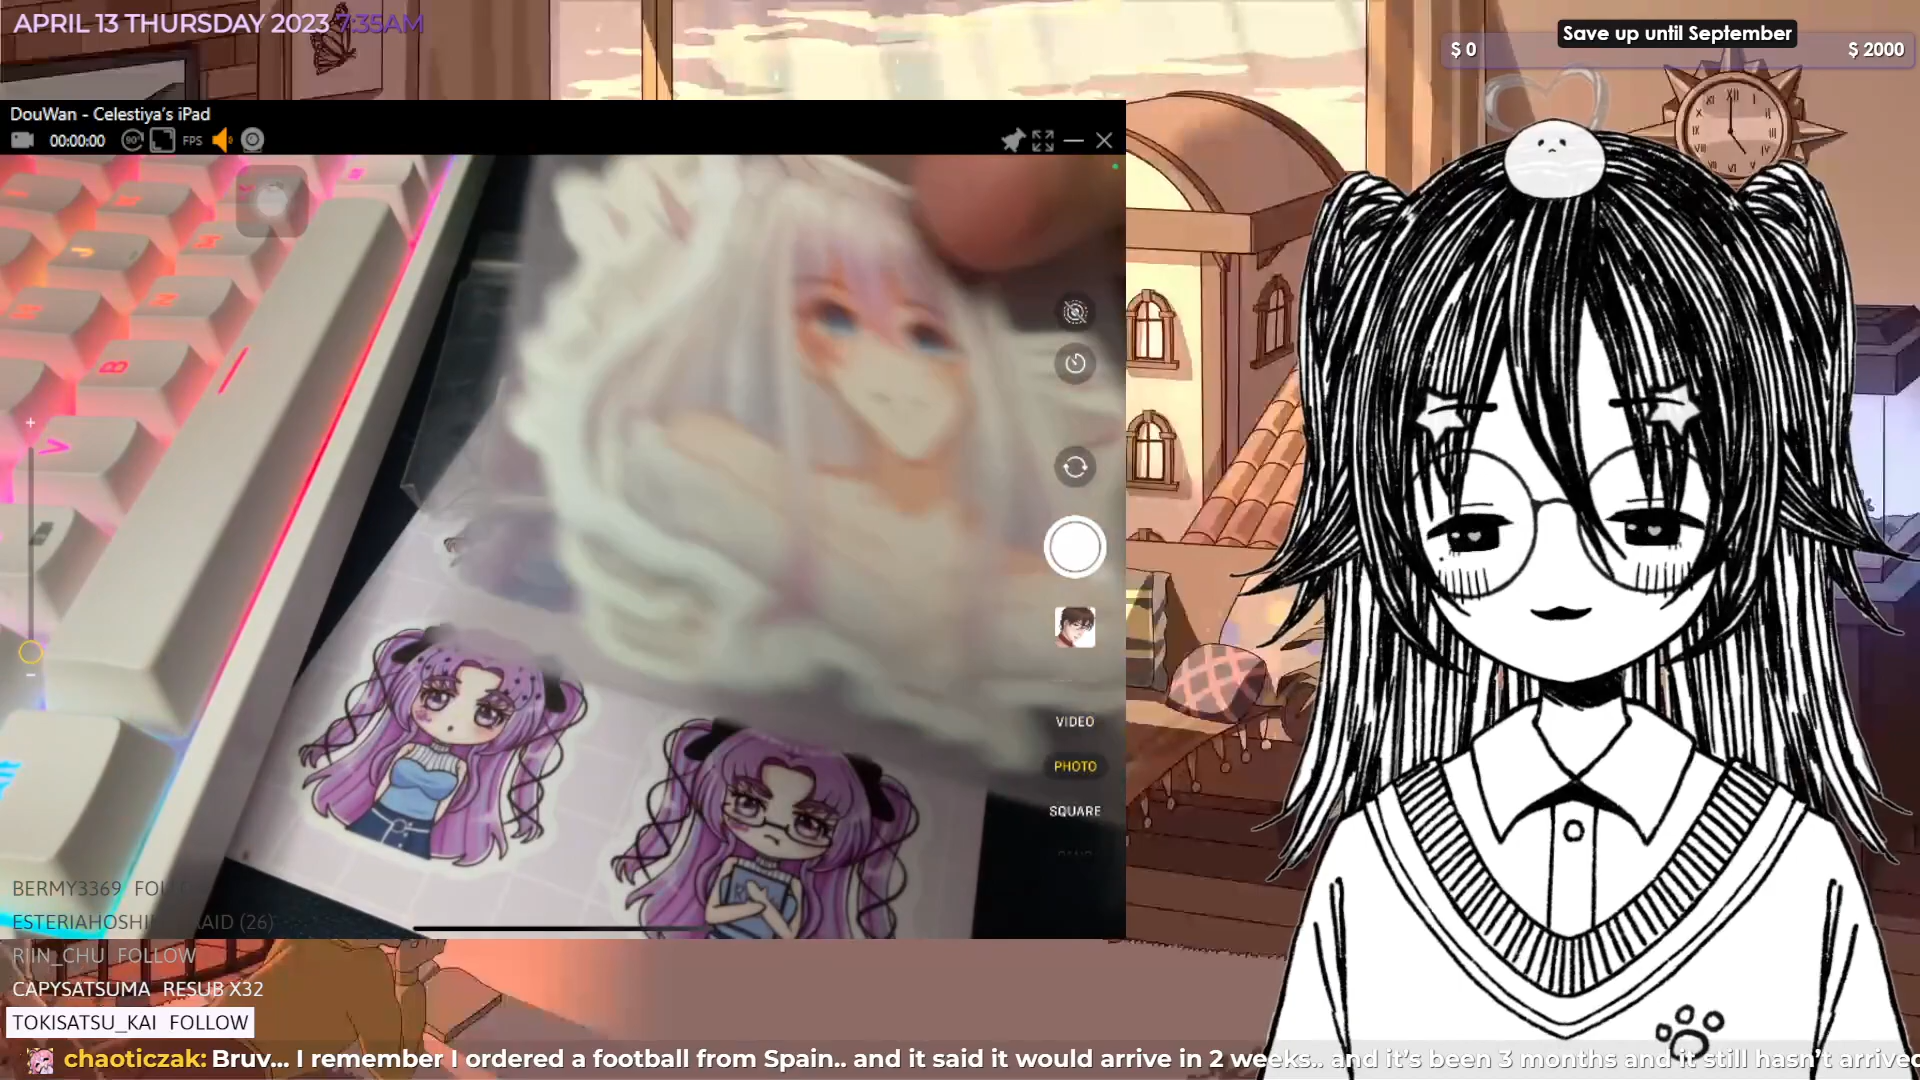 APRIL 13 THURSDAY 2023 7:35AM
Save up until September
$ 0
$ 2000
DouWan - Celestiya's iPad
00:00:00
90°
FPS
VIDEO
PHOTO
SQUARE
BERMY3369
ESTERIAHOSHI
(26)
RIIN_CHU FOLLOW
CAPYSATSUMA RESUB X32
TOKISATSU_KAI FOLLOW
chaoticzak: Bruv... I remember I ordered a football from Spain.. and it said it would arrive in 2 weeks.. and it's been 3 months and it still hasn't arrived